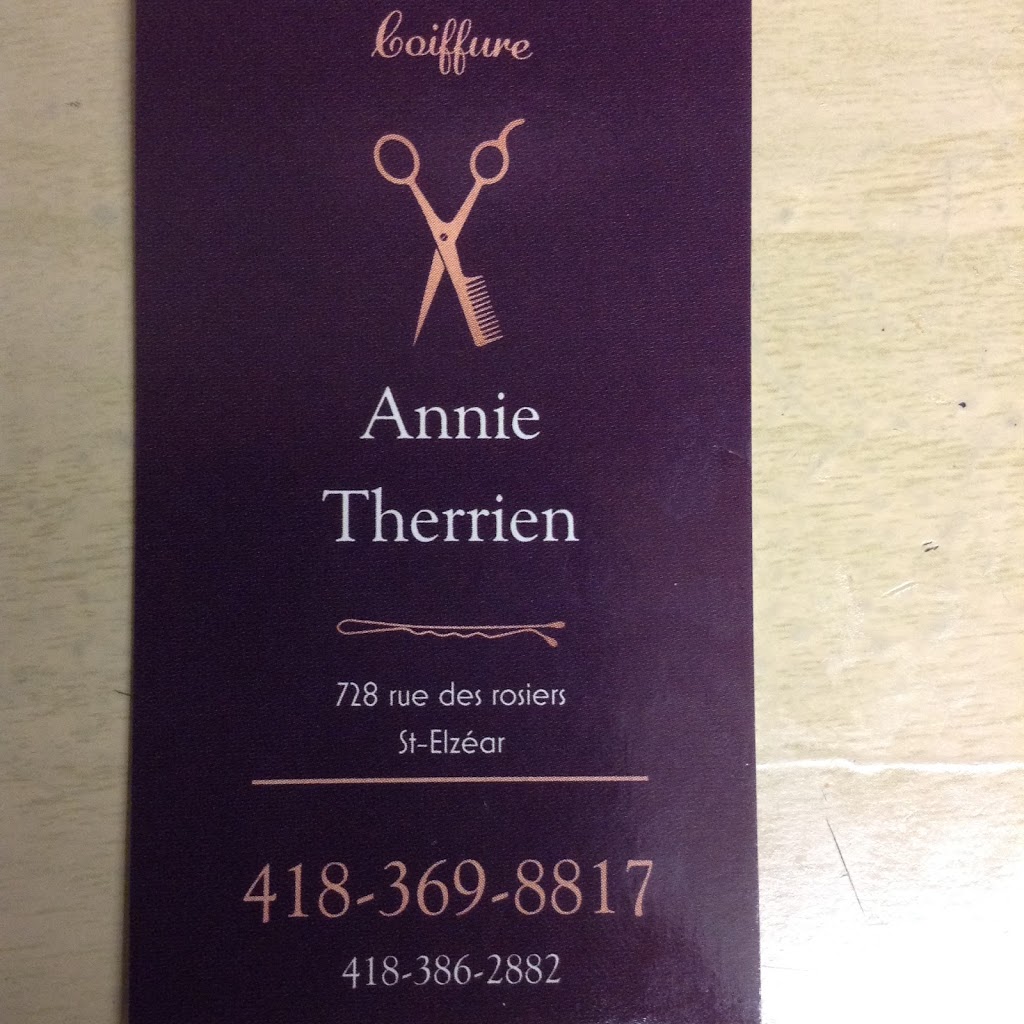 Coiffure
Annie
Therrien
728 rue des rosiers
St-Elzéar
418-369-8817
418-386-2882